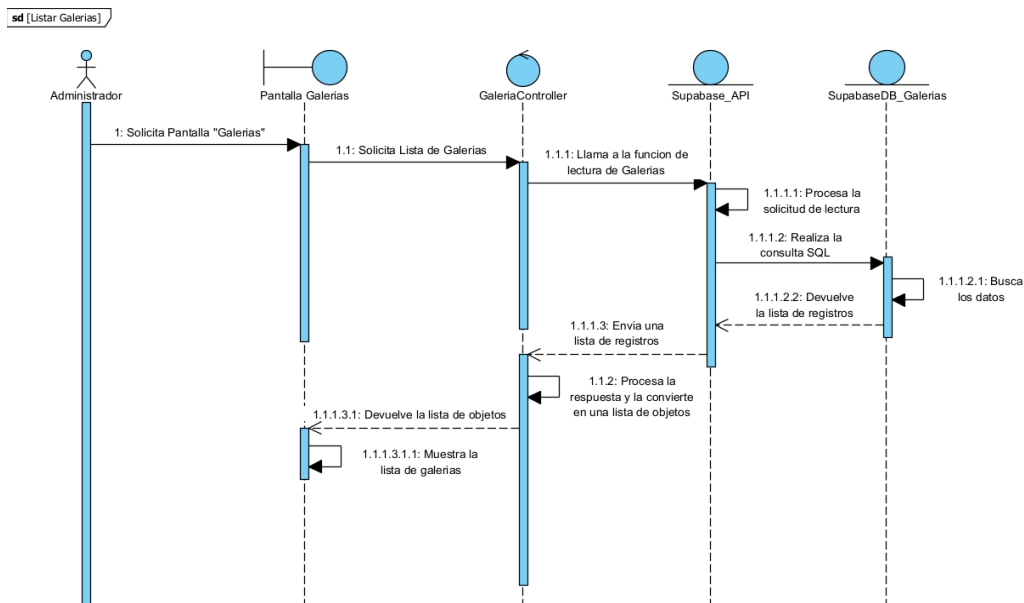 sd [Listar Galerias]
Administrador
Pantalla Galerias
GaleriaController
Supabase_API
SupabaseDB_Galerias
1: Solicita Pantalla "Galerias"
1.1: Solicita Lista de Galerias
1.1.1: Llama a la funcion de
lectura de Galerias
1.1.1.1: Procesa la
solicitud de lectura
1.1.1.2: Realiza la
consulta SQL
1.1.1.2.1: Busca
los datos
1.1.1.2.2: Devuelve
la lista de registros
1.1.1.3: Envia una
lista de registros
1.1.2: Procesa la
respuesta y la convierte
en una lista de objetos
1.1.1.3.1: Devuelve la lista de objetos
1.1.1.3.1.1: Muestra la
lista de galerias